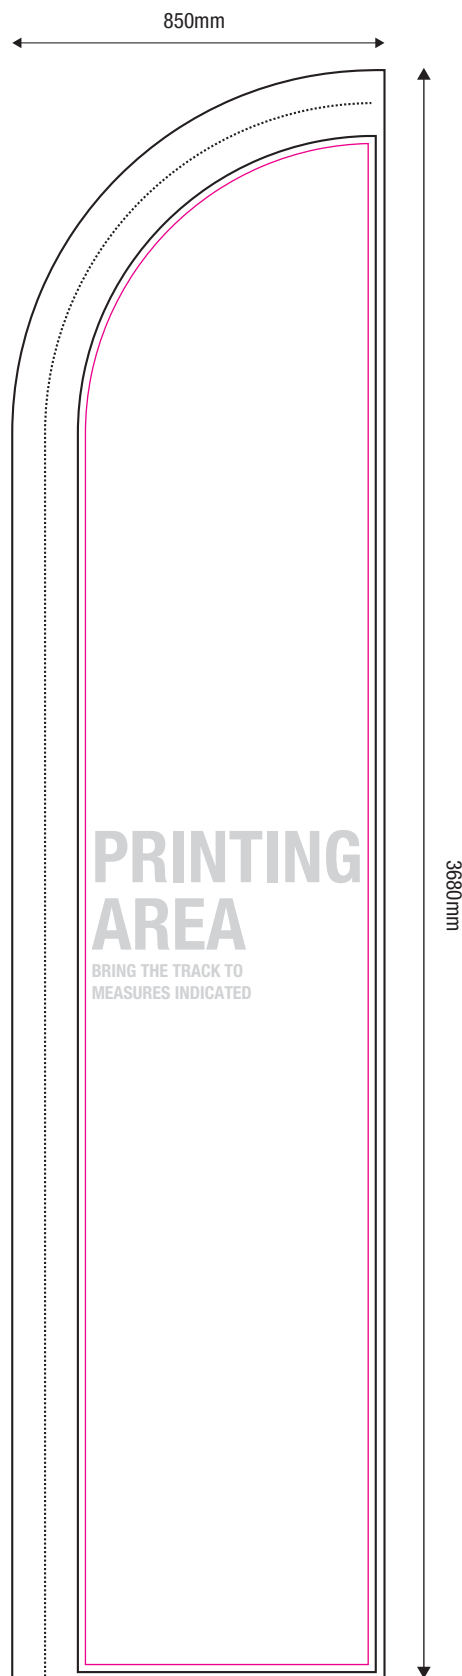 850mm
PRINTING
AREA
BRING THE TRACK TO
MEASURES INDICATED
3680mm